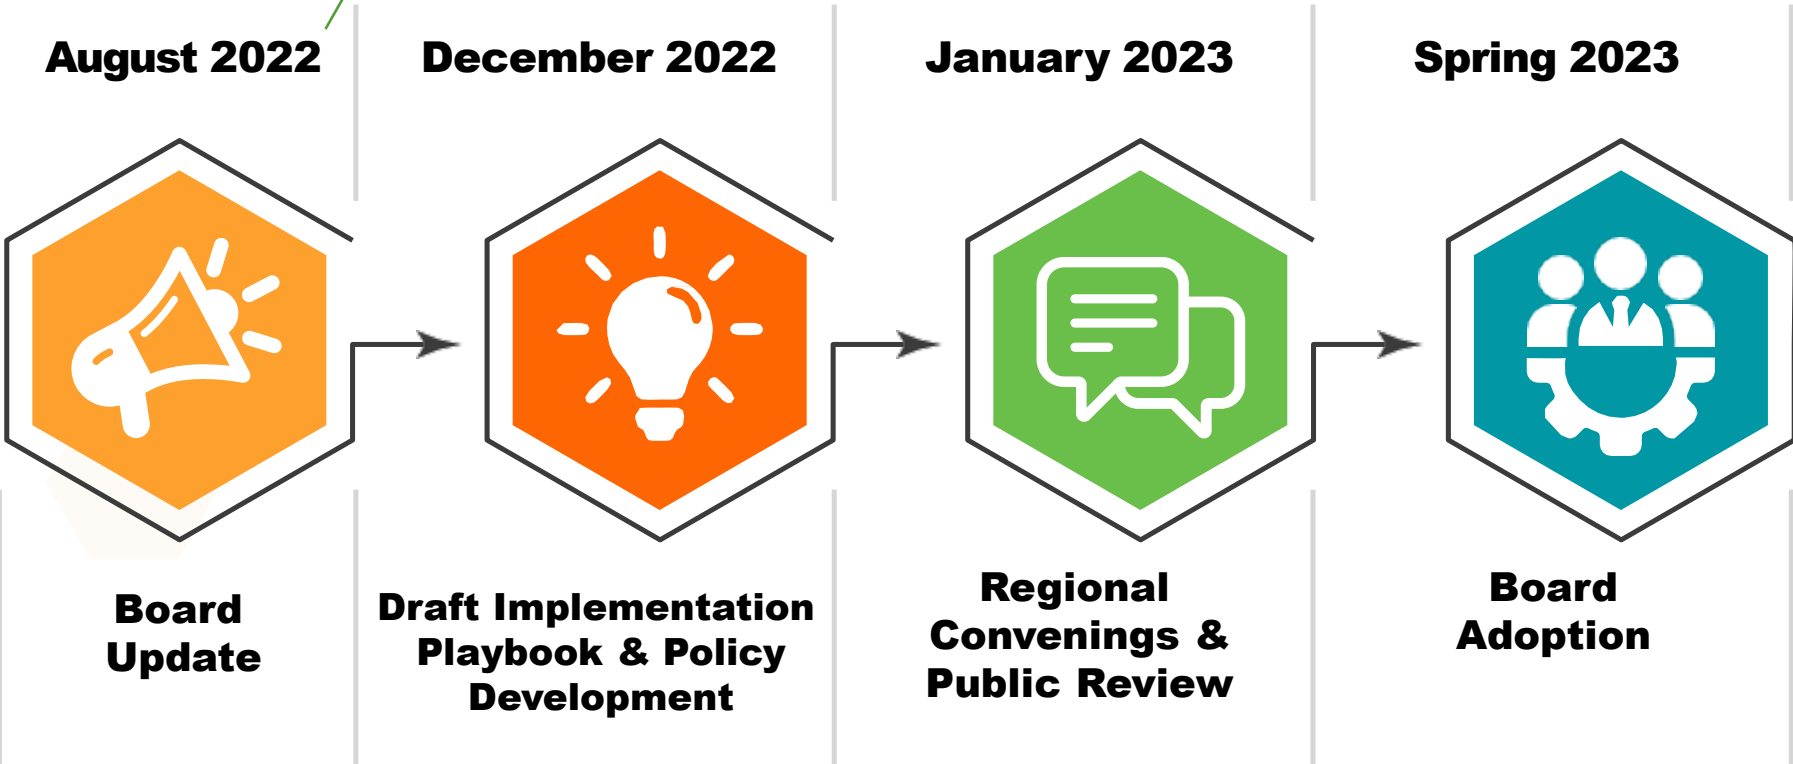 August 2022
December 2022
January 2023
Spring 2023
Board
Update
Draft Implementation
Playbook & Policy
Development
Regional
Convenings &
Public Review
Board
Adoption